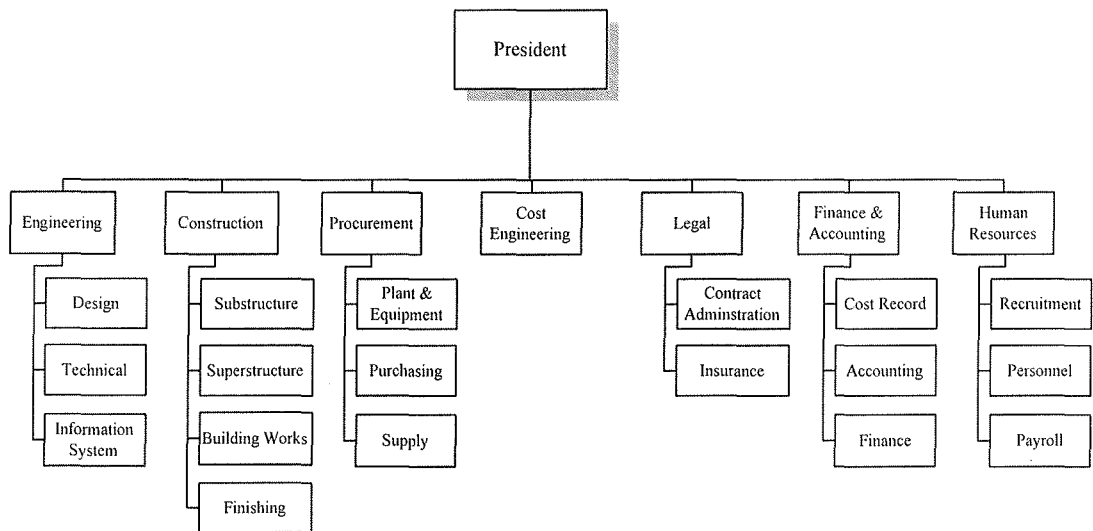 President
Engineering
Construction
Procurement
Cost
Engineering
Legal
Finance &
Accounting
Human
Resources
Design
Technical
Information
System
Substructure
Superstructure
Building Works
Finishing
Plant &
Equipment
Purchasing
Supply
Contract
Adminstration
Insurance
Cost Record
Accounting
Finance
Recruitment
Personnel
Payroll